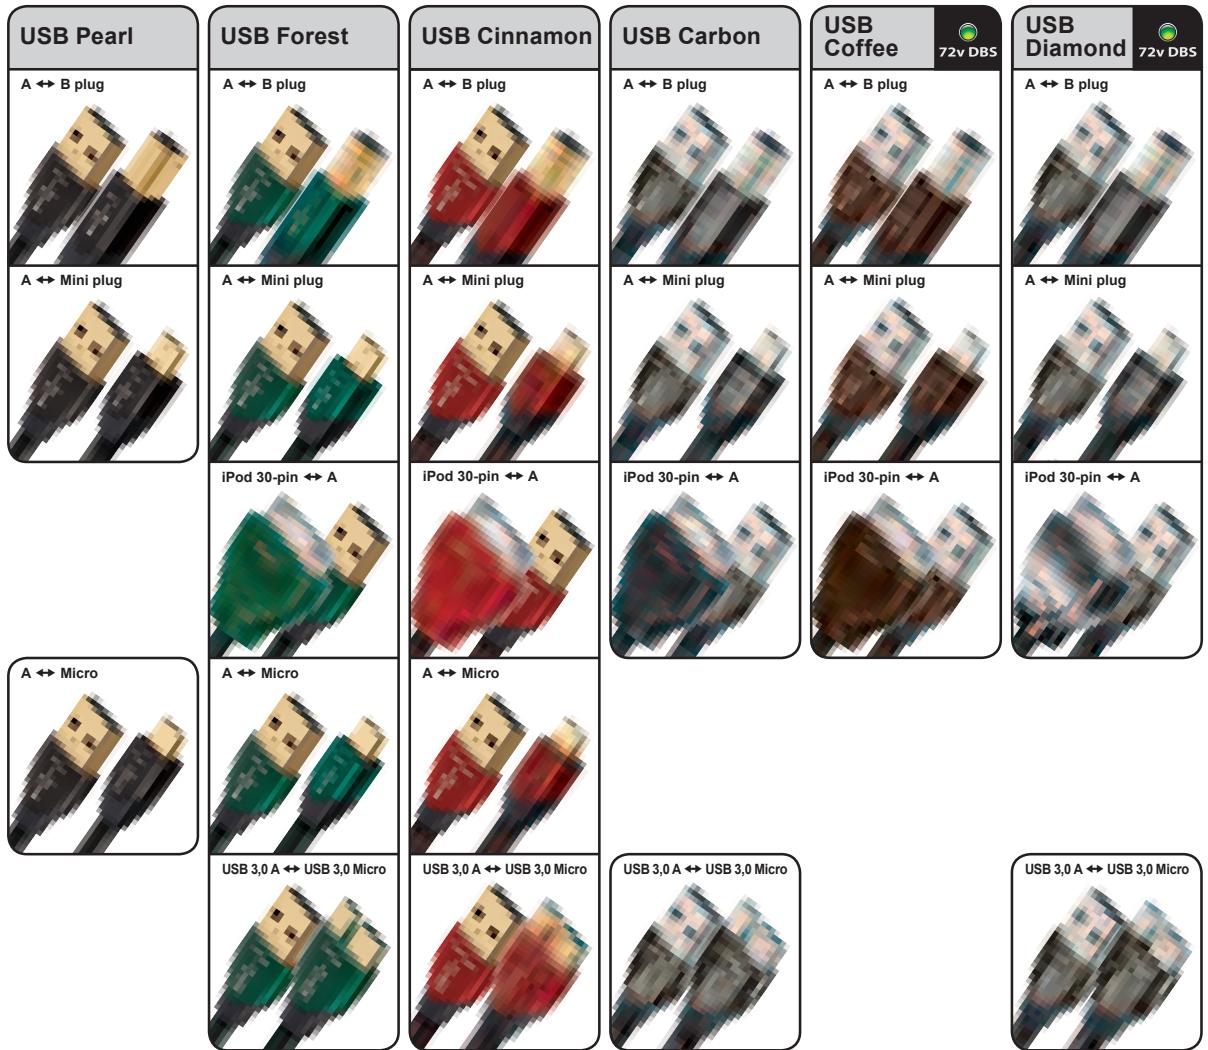 USB Pearl
USB Forest
USB Cinnamon
USB Carbon
USB
Coffee
72v DBS
USB
Diamond
72v DBS
A ↔ B plug
A ↔ B plug
A ↔ B plug
A ↔ B plug
A ↔ B plug
A ↔ B plug
A ↔ Mini plug
A ↔ Mini plug
A ↔ Mini plug
A ↔ Mini plug
A ↔ Mini plug
A ↔ Mini plug
iPod 30-pin ↔ A
iPod 30-pin ↔ A
iPod 30-pin ↔ A
iPod 30-pin ↔ A
iPod 30-pin ↔ A
A ↔ Micro
A ↔ Micro
A ↔ Micro
USB 3,0 A ↔ USB 3,0 Micro
USB 3,0 A ↔ USB 3,0 Micro
USB 3,0 A ↔ USB 3,0 Micro
USB 3,0 A ↔ USB 3,0 Micro